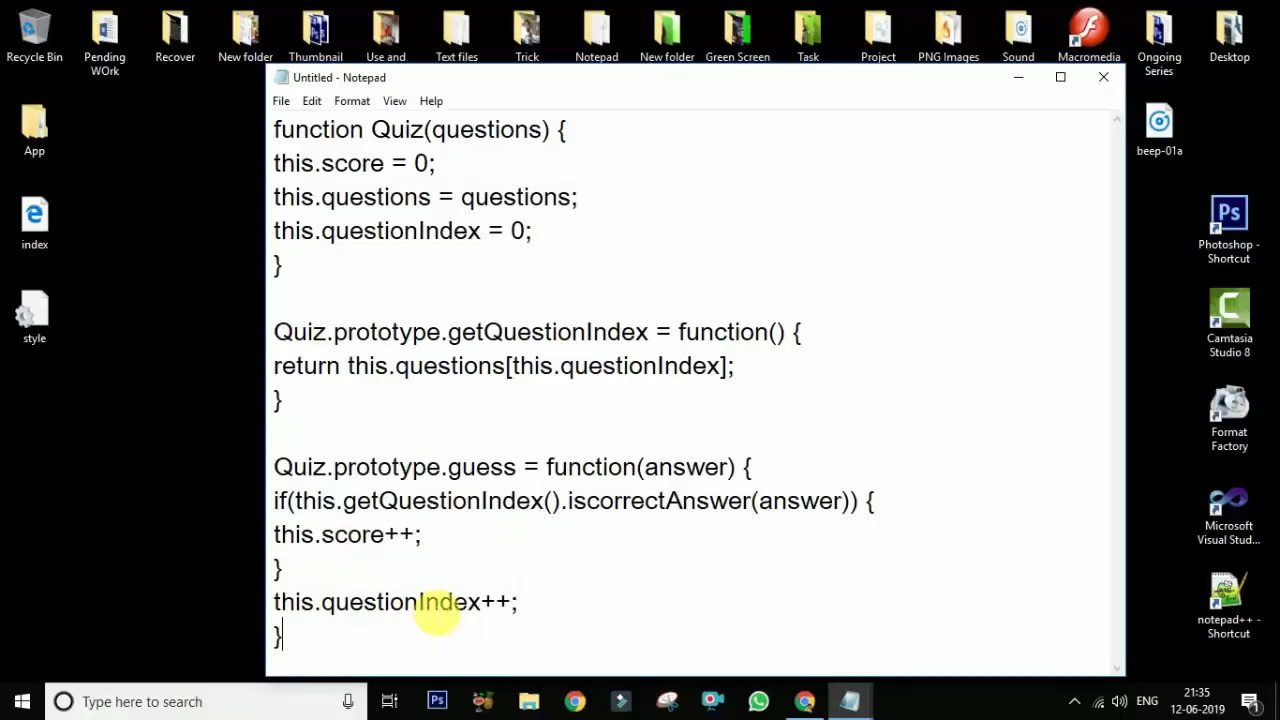 Recycle Bin
Pending WOrk
Recover
New folder
Thumbnail
Use and
Text files
Trick
Notepad
New folder
Green Screen
Task
Project
PNG Images
Sound
Macromedia
Ongoing Series
Desktop
App
index
style
Untitled - Notepad
File Edit Format View Help
function Quiz(questions) {
this.score = 0;
this.questions = questions;
this.questionIndex = 0;
}
Quiz.prototype.getQuestionIndex = function() {
return this.questions[this.questionIndex];
}
Quiz.prototype.guess = function(answer) {
if(this.getQuestionIndex().iscorrectAnswer(answer)) {
this.score++;
}
this.questionIndex++;
}
beep-01a
Ps
Photoshop - Shortcut
Camtasia Studio 8
Format Factory
Microsoft Visual Stud...
notepad++ - Shortcut
Type here to search
Ps
ENG
21:35
12-06-2019
1